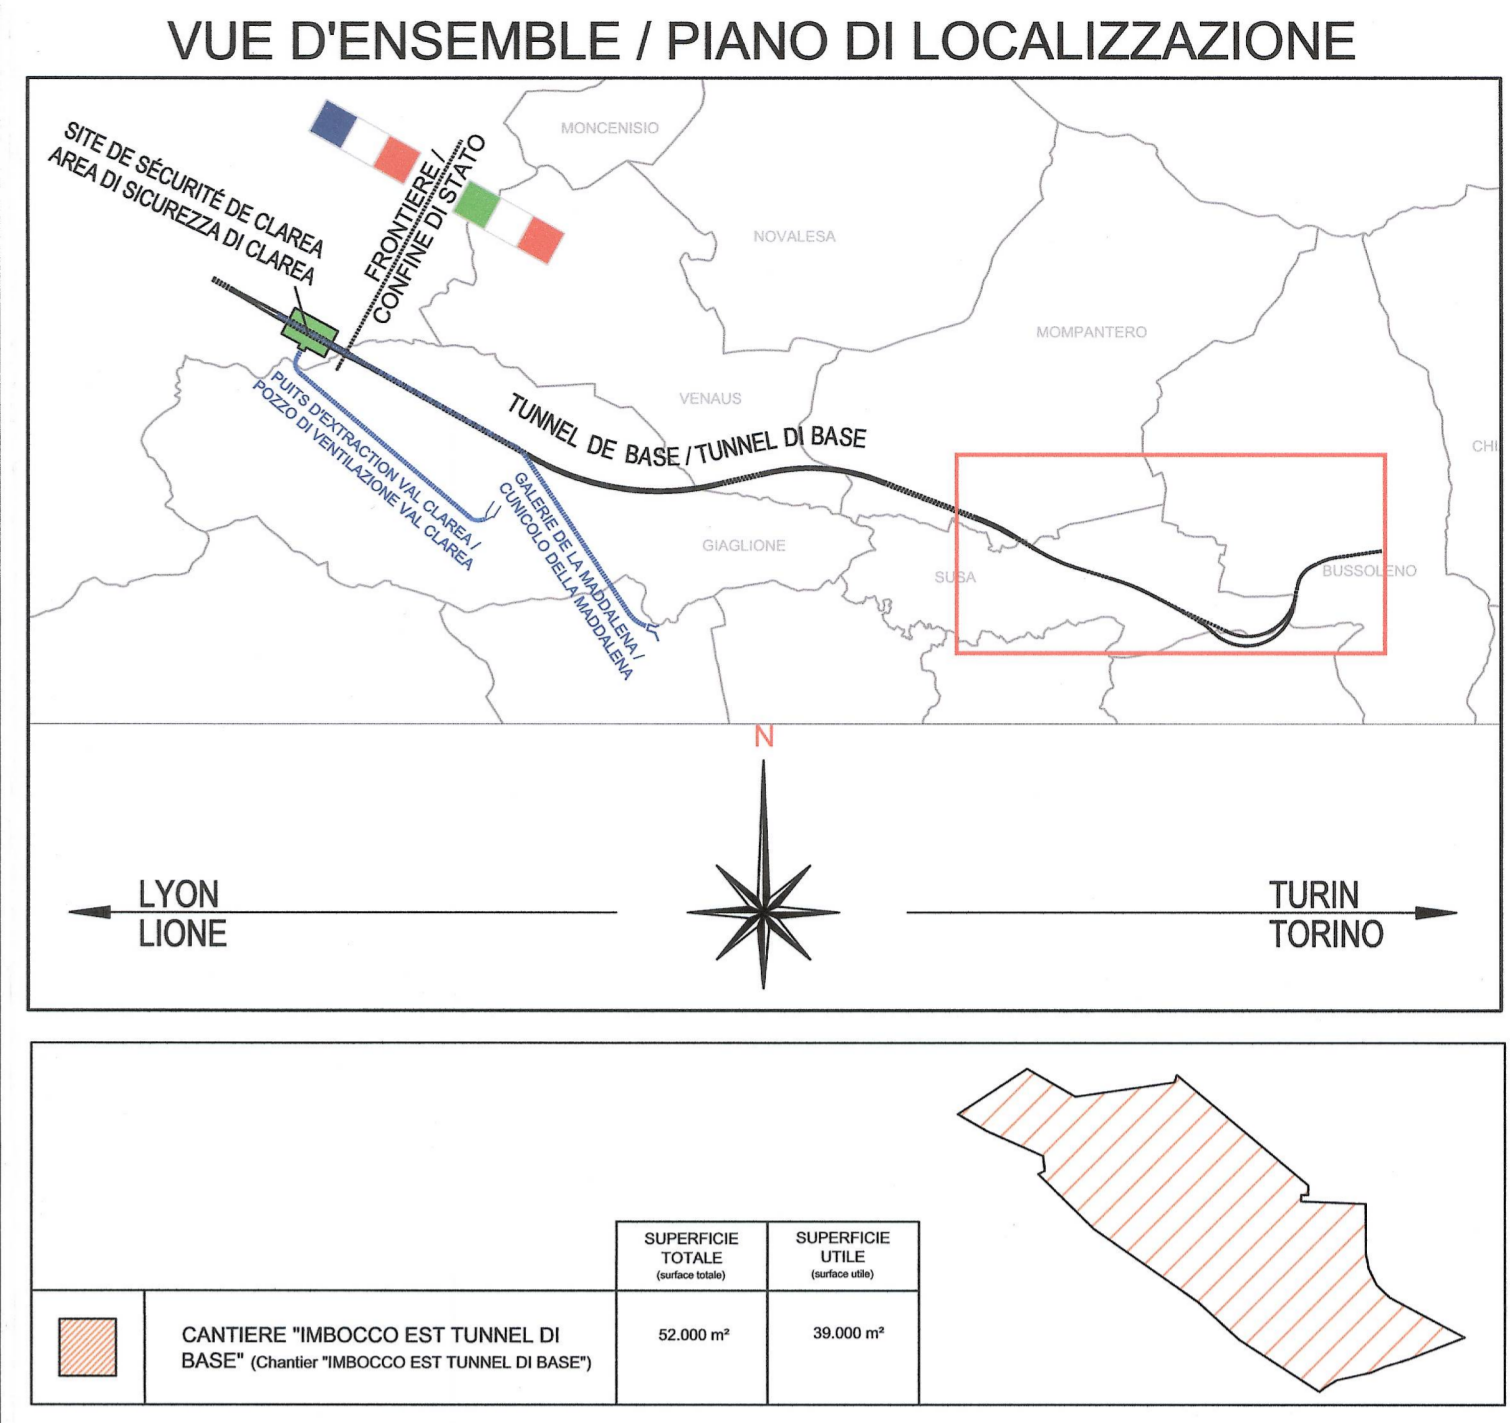 VUE D'ENSEMBLE / PIANO DI LOCALIZZAZIONE
SITE DE SÉCURITÉ DE CLAREA
AREA DI SICUREZZA DI CLAREA
FRONTIERE /
CONFINE DI STATO
MONCENISIO
NOVALESA
MOMPANTERO
VENAUS
TUNNEL DE BASE / TUNNEL DI BASE
PUITS D'EXTRACTION VAL CLAREA /
POZZO DI VENTILAZIONE VAL CLAREA
GALERIE DE LA MADDALENA /
CUNICOLO DELLA MADDALENA
GIAGLIONE
SUSA
BUSSOLENO
CHI
N
LYON
LIONE
TURIN
TORINO
SUPERFICIE
TOTALE
(surface totale)
SUPERFICIE
UTILE
(surface utile)
CANTIERE "IMBOCCO EST TUNNEL DI
BASE" (Chantier "IMBOCCO EST TUNNEL DI BASE")
52.000 m²
39.000 m²